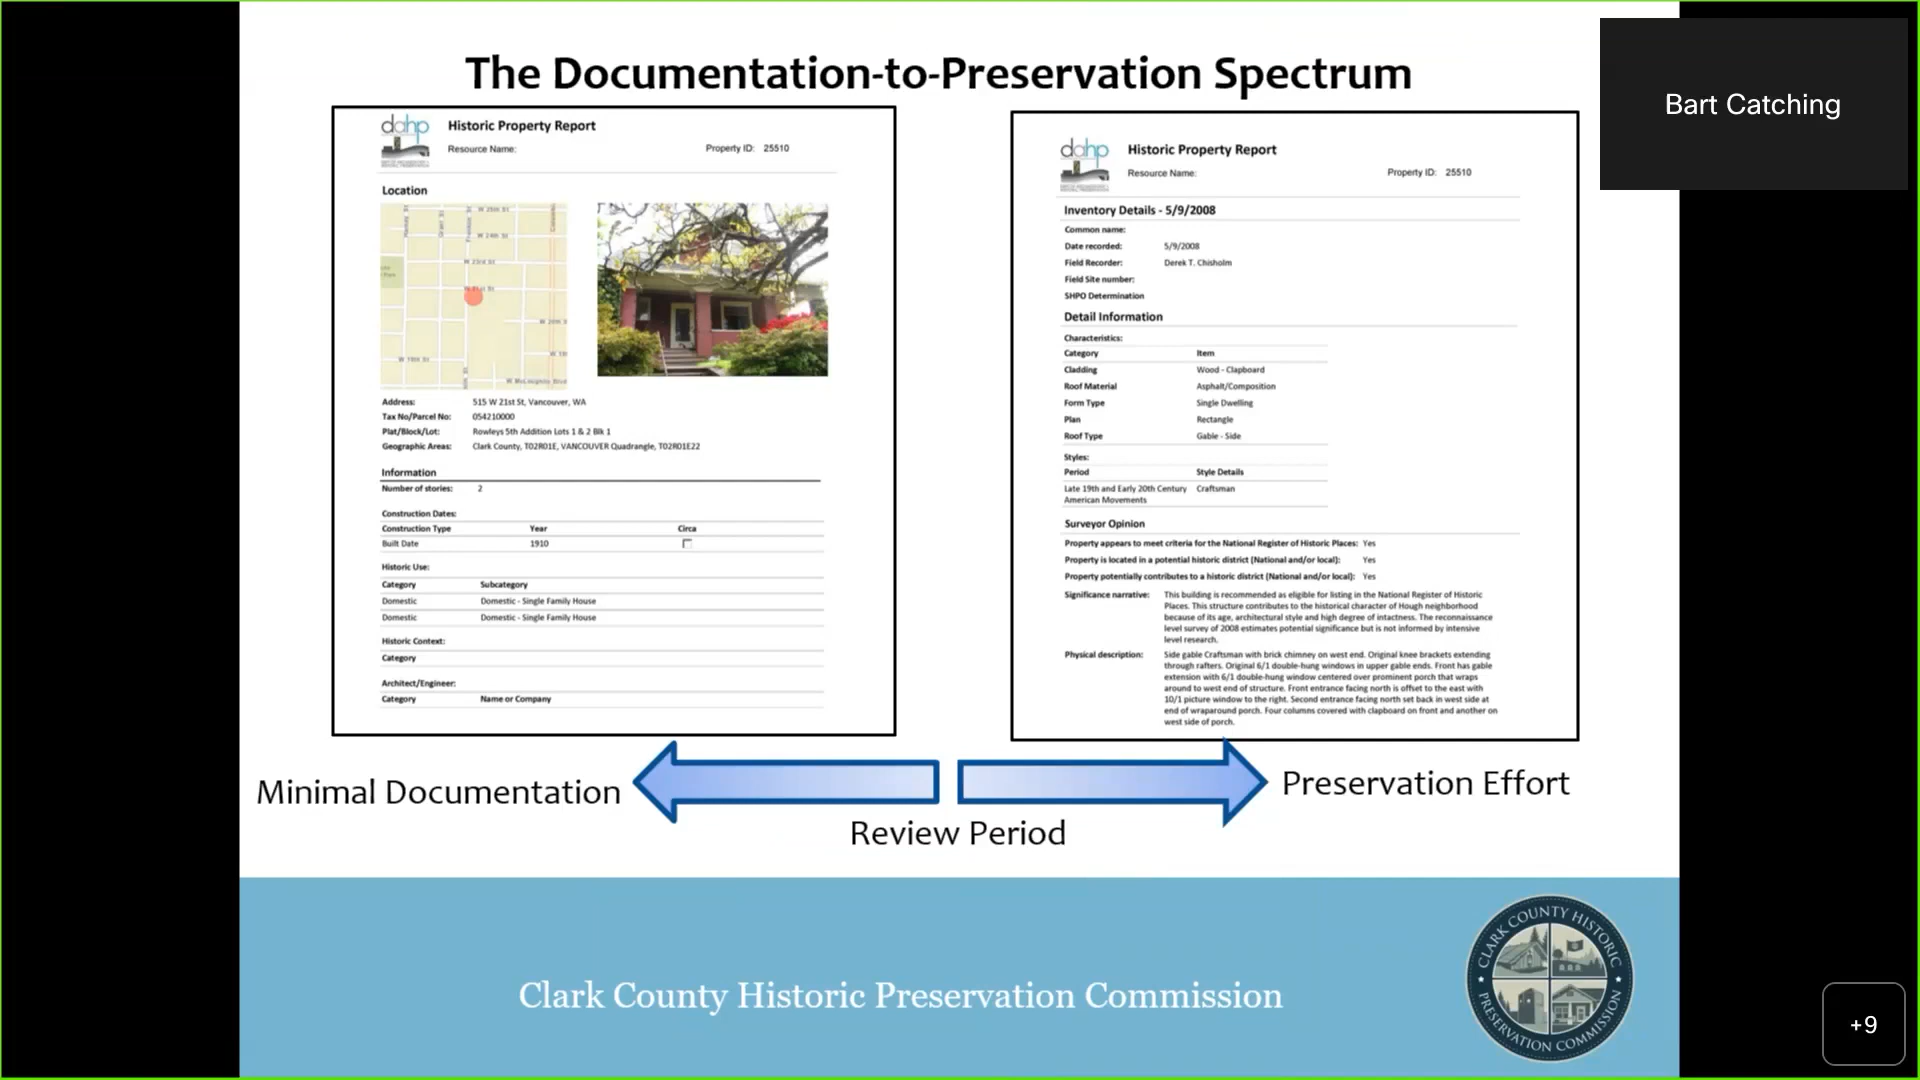 The Documentation-to-Preservation Spectrum
Bart Catching
dahp
Historic Property Report
Resource Name:
Property ID: 25510
Location
W 25th St
W 24th St
W 23rd St
W 21st St
W 19th St
W McLoughlin Blvd
Address: 515 W 21st St, Vancouver, WA
Tax No/Parcel No: 054210000
Plat/Block/Lot: Rowleys 5th Addition Lots 1 & 2 Blk 1
Geographic Areas: Clark County, T02R01E, VANCOUVER Quadrangle, T02R01E22
Information
Number of stories: 2
Construction Dates:
Construction Type Year Circa
Built Date 1910
Historic Use:
Category Subcategory
Domestic Domestic - Single Family House
Domestic Domestic - Single Family House
Historic Context:
Category
Architect/Engineer:
Category Name or Company
dahp
Historic Property Report
Resource Name:
Property ID: 25510
Inventory Details - 5/9/2008
Common name:
Date recorded: 5/9/2008
Field Recorder: Derek T. Chisholm
Field Site number:
SHPO Determination
Detail Information
Characteristics:
Category Item
Cladding Wood - Clapboard
Roof Material Asphalt/Composition
Form Type Single Dwelling
Plan Rectangle
Roof Type Gable - Side
Styles:
Period Style Details
Late 19th and Early 20th Century Craftsman
American Movements
Surveyor Opinion
Property appears to meet criteria for the National Register of Historic Places: Yes
Property is located in a potential historic district (National and/or local): Yes
Property potentially contributes to a historic district (National and/or local): Yes
Significance narrative: This building is recommended as eligible for listing in the National Register of Historic
Places. This structure contributes to the historical character of Hough neighborhood
because of its age, architectural style and high degree of intactness. The reconnaissance
level survey of 2008 estimates potential significance but is not informed by intensive
level research.
Physical description: Side gable Craftsman with brick chimney on west end. Original knee brackets extending
through rafters. Original 6/1 double-hung windows in upper gable ends. Front has gable
extension with 6/1 double-hung window centered over prominent porch that wraps
around to west end of structure. Front entrance facing north is offset to the east with
10/1 picture window to the right. Second entrance facing north set back in west side at
end of wraparound porch. Four columns covered with clapboard on front and another on
west side of porch.
Minimal Documentation
Preservation Effort
Review Period
Clark County Historic Preservation Commission
CLARK COUNTY HISTORIC
PRESERVATION COMMISSION
+9